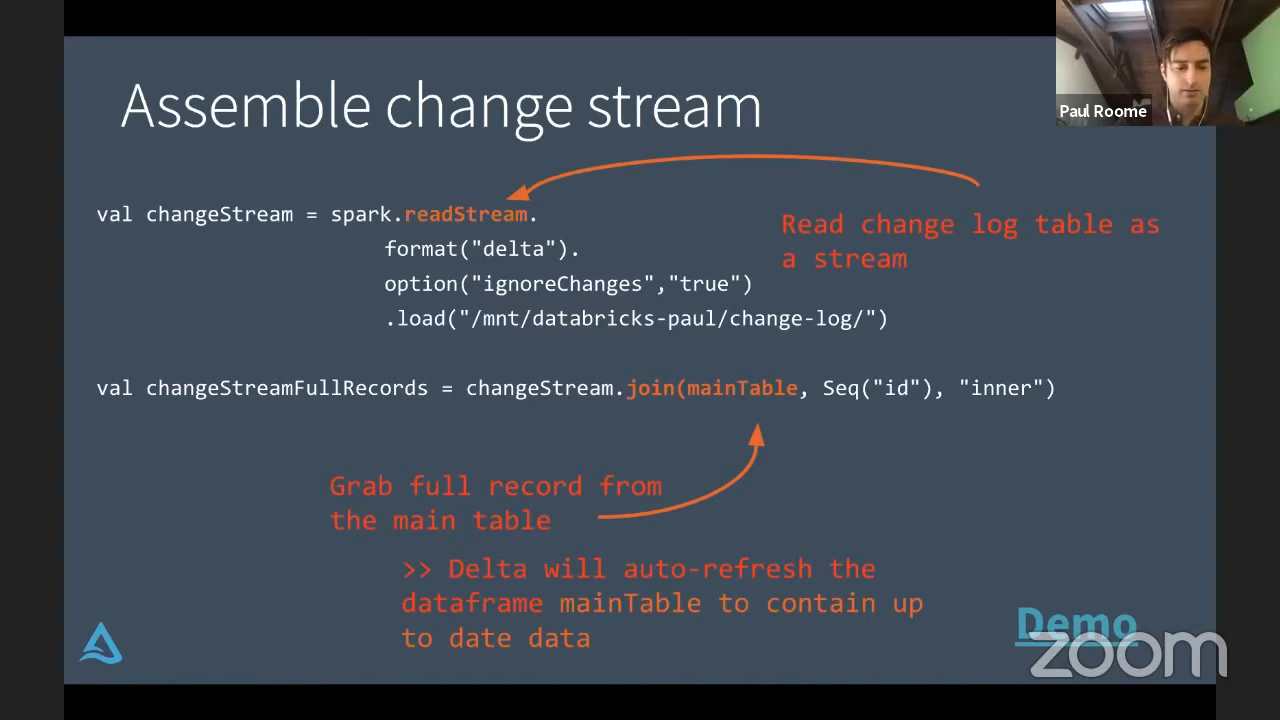 Assemble change stream
Paul Roome
val changeStream = spark.readStream.
format("delta").
option("ignoreChanges","true")
.load("/mnt/databricks-paul/change-log/")
Read change log table as
a stream
val changeStreamFullRecords = changeStream.join(mainTable, Seq("id"), "inner")
Grab full record from
the main table
>> Delta will auto-refresh the
dataframe mainTable to contain up
to date data
Demo
zoom